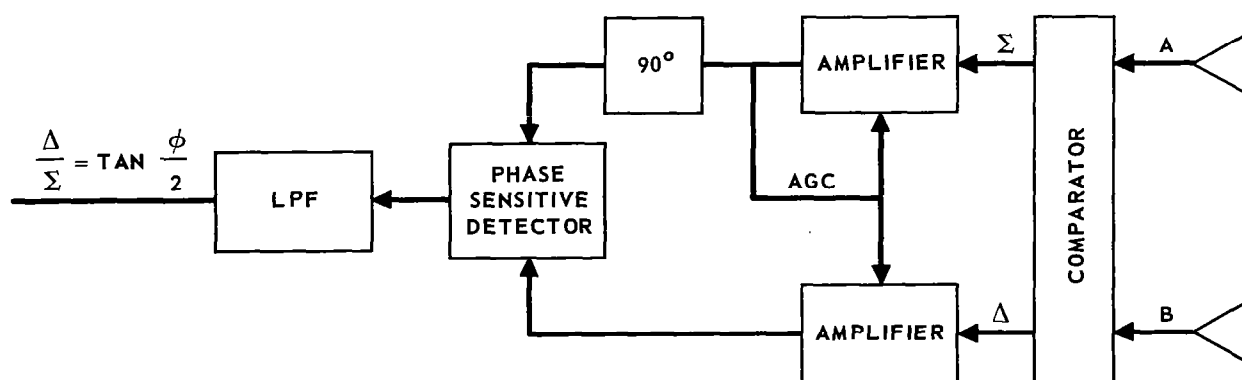 Δ/Σ = TAN ϕ/2
LPF
PHASE
SENSITIVE
DETECTOR
90°
AGC
AMPLIFIER
AMPLIFIER
Σ
Δ
COMPARATOR
A
B